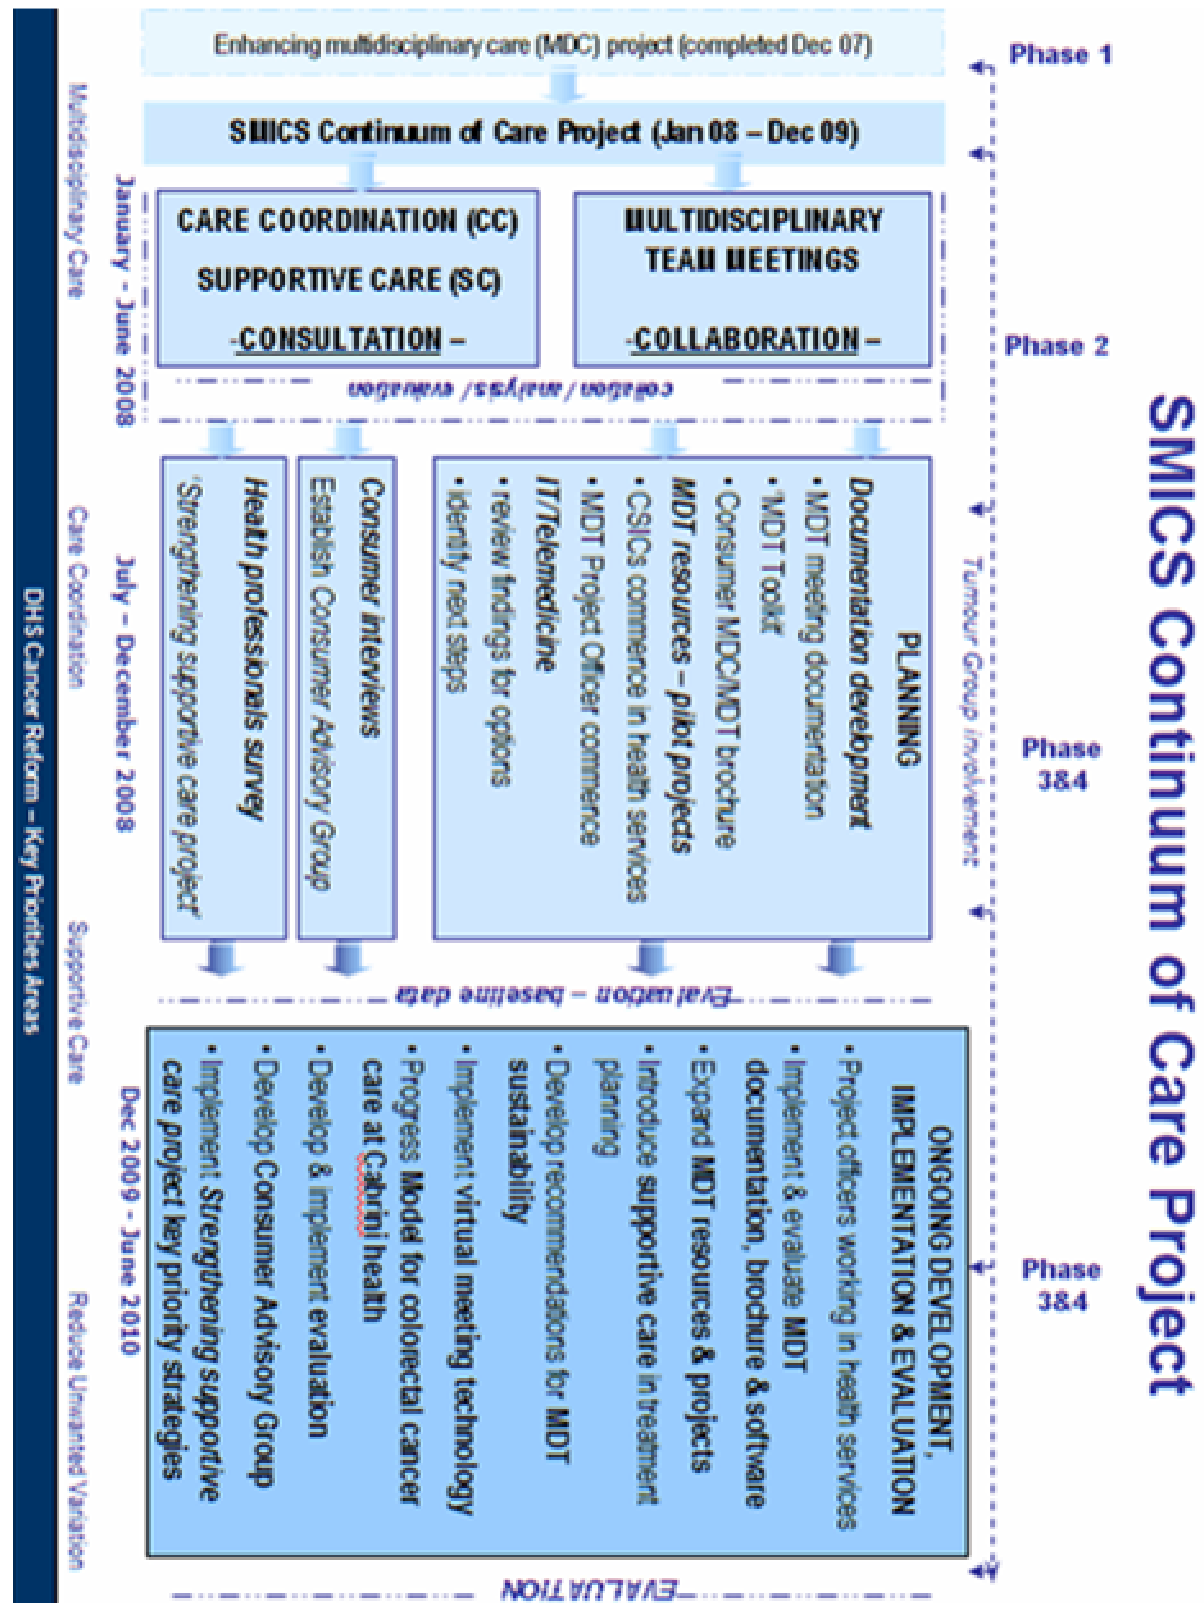 SMICS Continuum of Care Project
Phase 1
Phase 2
Phase
3&4
Phase
3&4
Tumour Group involvement
Enhancing multidisciplinary care (MDC) project (completed Dec 07)
SMICS Continuum of Care Project (Jan 08 – Dec 09)
MULTIDISCIPLINARY
TEAM MEETINGS
-COLLABORATION –
CARE COORDINATION (CC)
SUPPORTIVE CARE (SC)
-CONSULTATION –
collation / analysis / evaluation
PLANNING
Documentation development
• MDT meeting documentation
• 'MDT Toolkit
• Consumer MDC/MDT brochure
MDT resources – pilot projects
• CSICs commence in health services
• MDT Project Officer commence
IT/Telemedicine
• review findings for options
• identify next steps
Consumer interviews
Establish Consumer Advisory Group
Health professionals survey
'Strengthening supportive care project'
Evaluation – baseline data
ONGOING DEVELOPMENT,
IMPLEMENTATION & EVALUATION
• Project officers working in health services
• Implement & evaluate MDT
documentation, brochure & software
• Expand MDT resources & projects
• Introduce supportive care in treatment
planning
• Develop recommendations for MDT
sustainability
• Implement virtual meeting technology
• Progress Model for colorectal cancer
care at Cabrini health
• Develop & implement evaluation
• Develop Consumer Advisory Group
• Implement Strengthening supportive
care project key priority strategies
EVALUATION
January – June 2008
July – December 2008
Dec 2009 - June 2010
Multidisciplinary Care
Care Coordination
Supportive Care
Reduce Unwanted Variation
DHS Cancer Reform – Key Priorities Areas